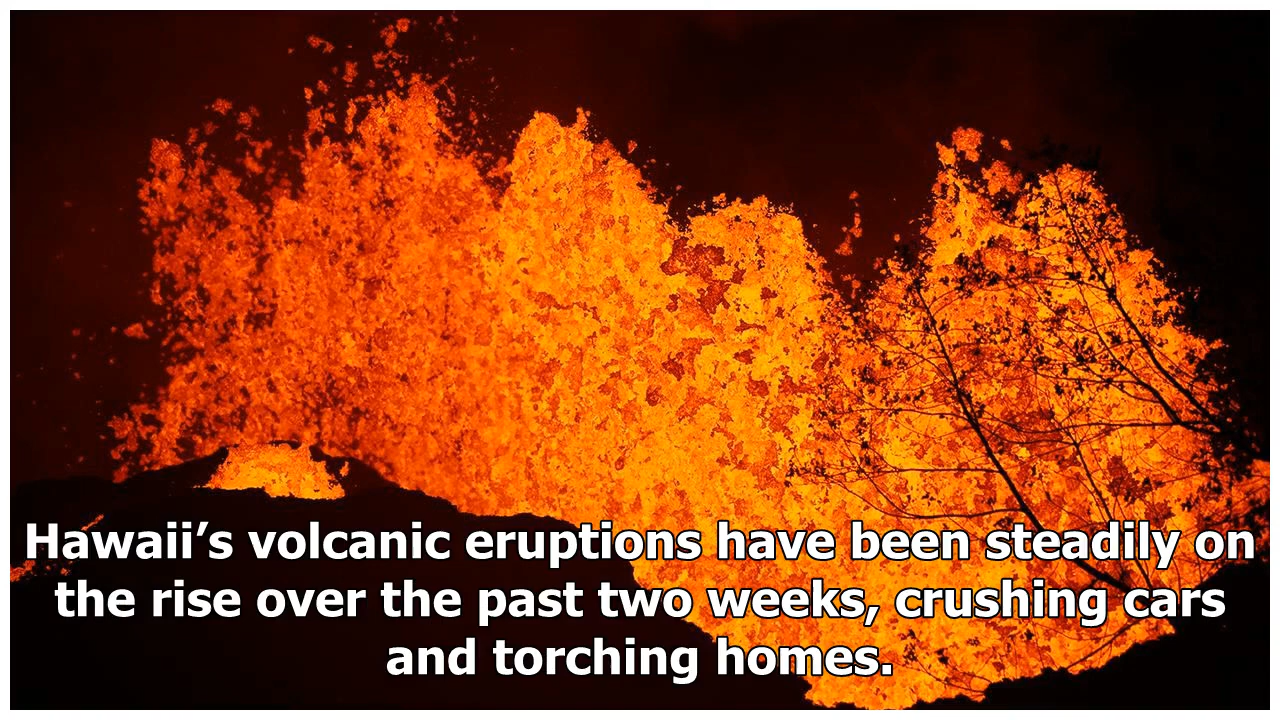 Hawaii’s volcanic eruptions have been steadily on
the rise over the past two weeks, crushing cars
and torching homes.